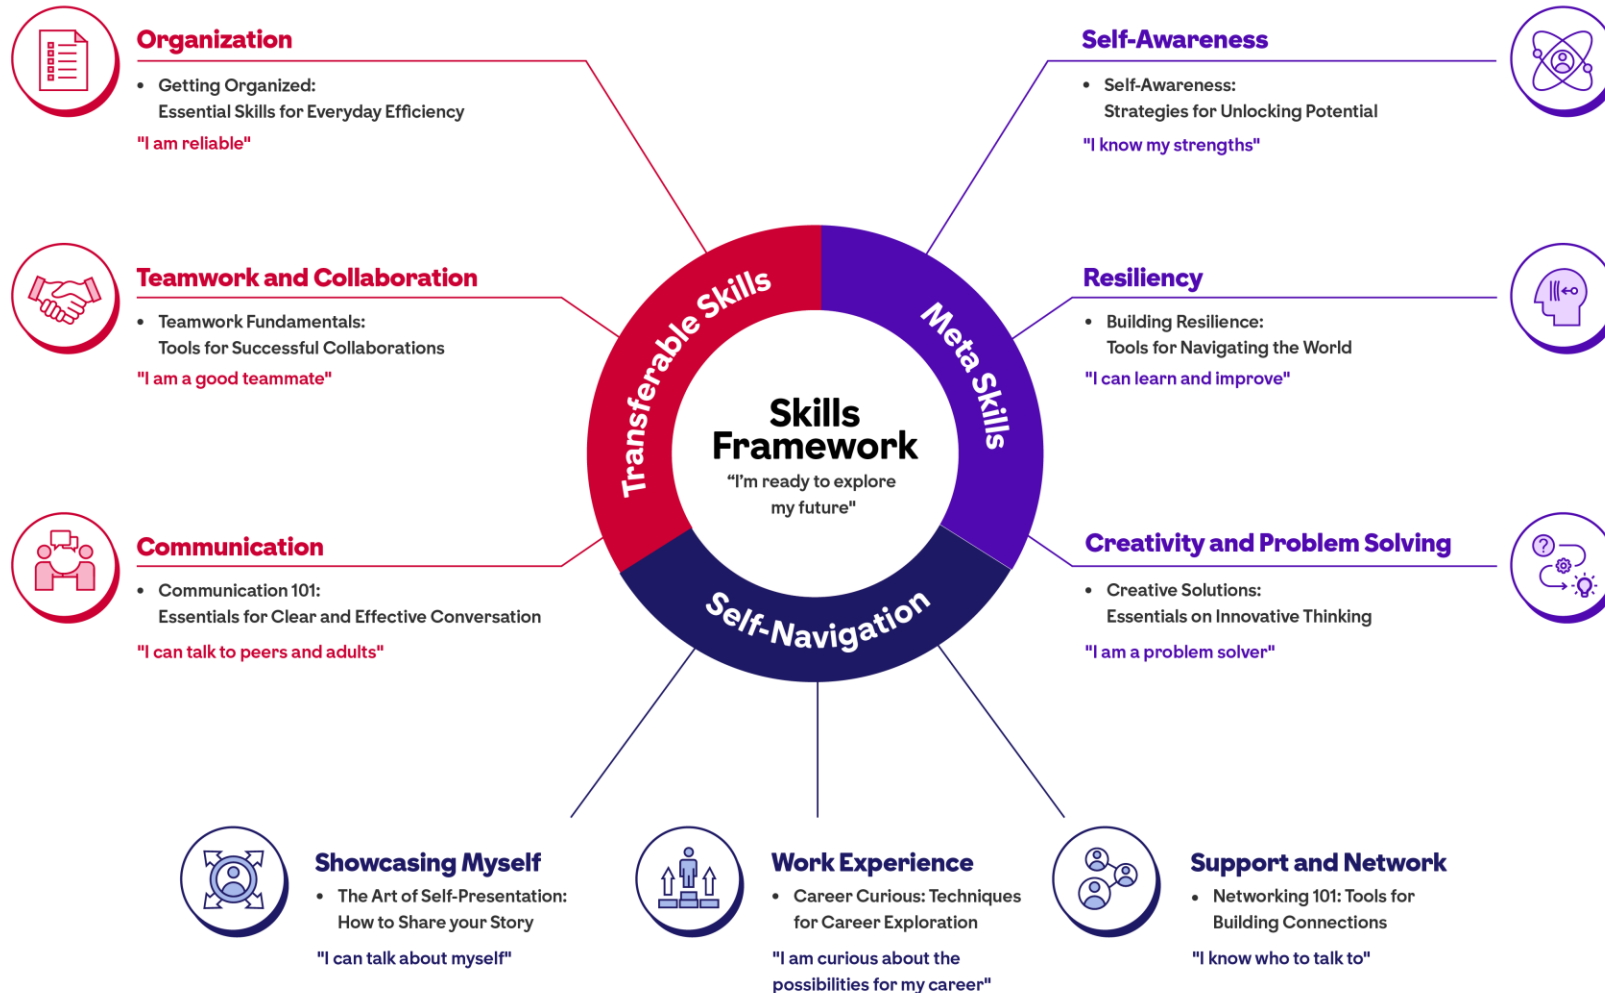 Organization
• Getting Organized:
Essential Skills for Everyday Efficiency
"I am reliable"
Teamwork and Collaboration
• Teamwork Fundamentals:
Tools for Successful Collaborations
"I am a good teammate"
Communication
• Communication 101:
Essentials for Clear and Effective Conversation
"I can talk to peers and adults"
Transferable Skills
Meta Skills
Self-Navigation
Skills
Framework
“I'm ready to explore
my future"
Self-Awareness
• Self-Awareness:
Strategies for Unlocking Potential
"I know my strengths"
Resiliency
• Building Resilience:
Tools for Navigating the World
"I can learn and improve"
Creativity and Problem Solving
• Creative Solutions:
Essentials on Innovative Thinking
"I am a problem solver"
Showcasing Myself
• The Art of Self-Presentation:
How to Share your Story
"I can talk about myself"
Work Experience
• Career Curious: Techniques
for Career Exploration
"I am curious about the
possibilities for my career"
Support and Network
• Networking 101: Tools for
Building Connections
"I know who to talk to"